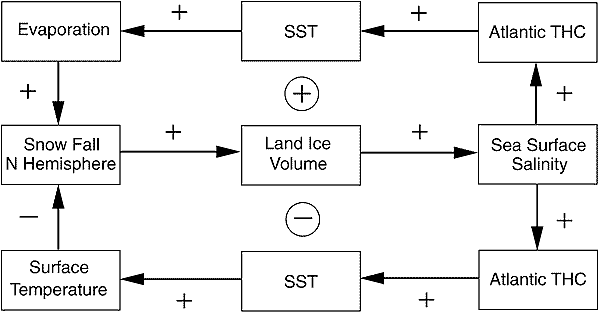 Evaporation
+
SST
+
Atlantic THC
+
+
+
Snow Fall
N Hemisphere
+
Land Ice
Volume
+
Sea Surface
Salinity
−
−
+
Surface
Temperature
+
SST
+
Atlantic THC